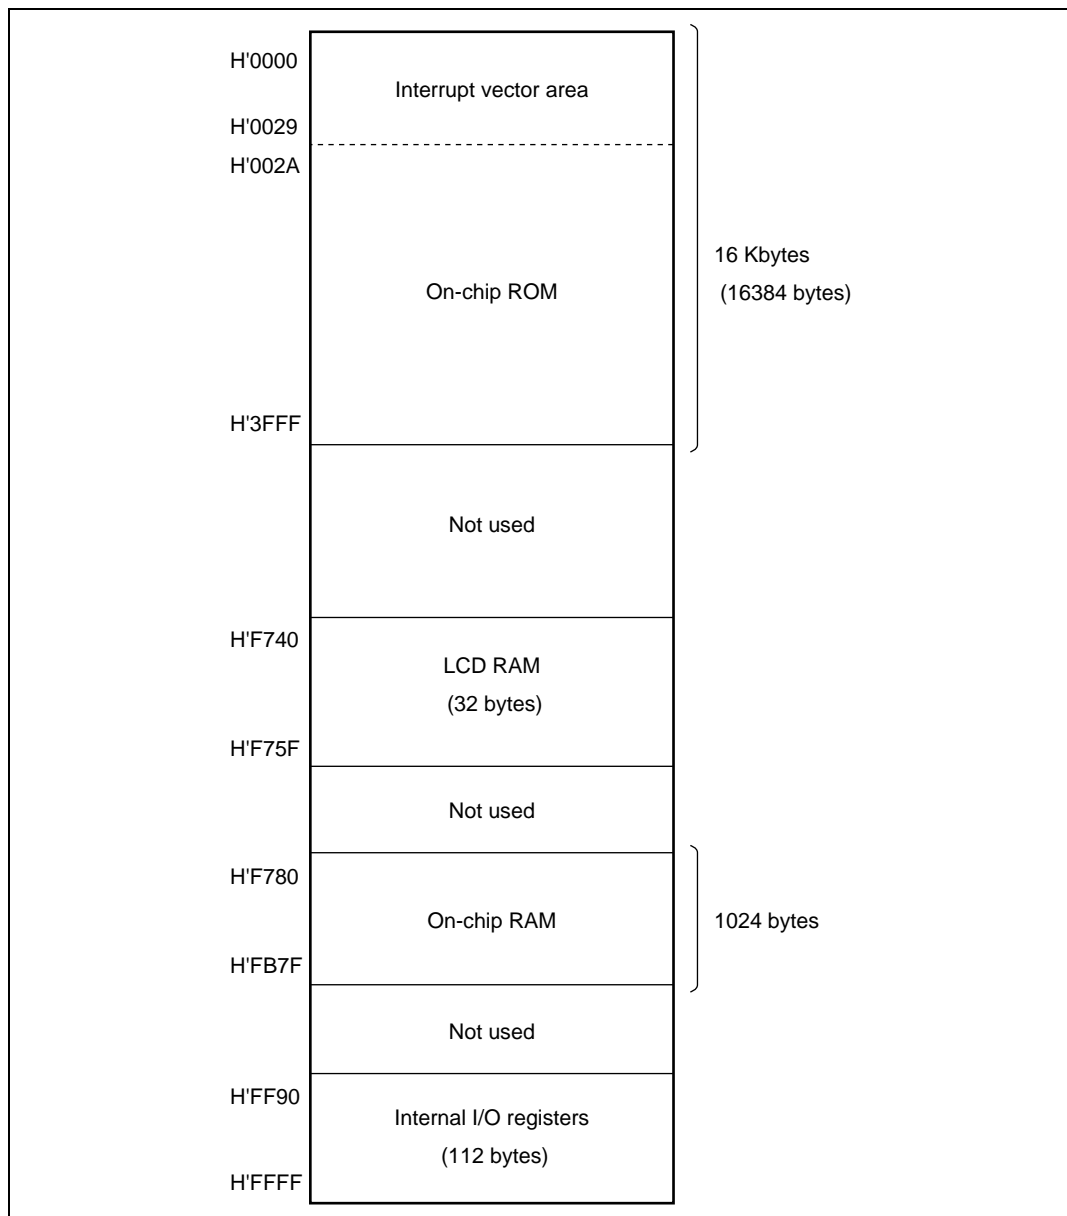 H'0000
Interrupt vector area
H'0029
H'002A
16 Kbytes
(16384 bytes)
On-chip ROM
H'3FFF
Not used
H'F740
LCD RAM
(32 bytes)
H'F75F
Not used
H'F780
On-chip RAM
1024 bytes
H'FB7F
Not used
H'FF90
Internal I/O registers
(112 bytes)
H'FFFF